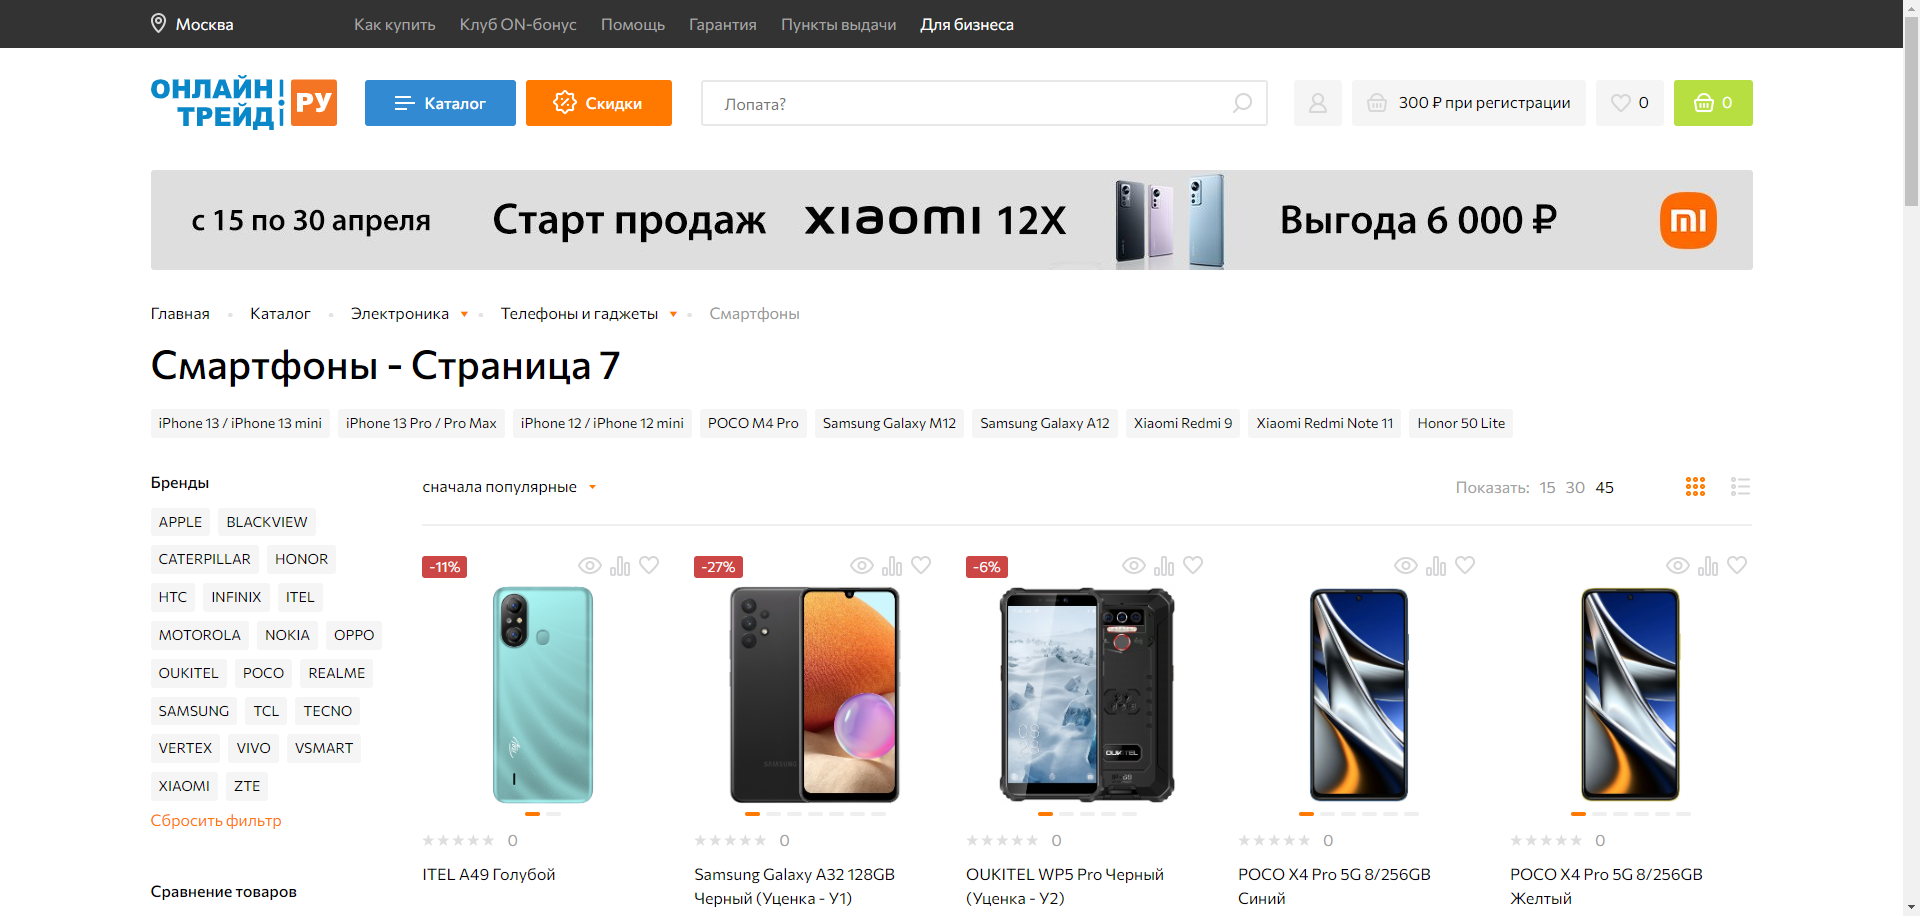 Москва
Как купить
Клуб ON-бонус
Помощь
Гарантия
Пункты выдачи
Для бизнеса
ОНЛАЙН ТРЕЙД РУ
Каталог
Скидки
Лопата?
300 ₽ при регистрации
0
0
с 15 по 30 апреля
Старт продаж
xiaomi 12X
Выгода 6 000 ₽
mi
Главная
Каталог
Электроника
Телефоны и гаджеты
Смартфоны
Смартфоны - Страница 7
iPhone 13 / iPhone 13 mini
iPhone 13 Pro / Pro Max
iPhone 12 / iPhone 12 mini
POCO M4 Pro
Samsung Galaxy M12
Samsung Galaxy A12
Xiaomi Redmi 9
Xiaomi Redmi Note 11
Honor 50 Lite
Бренды
APPLE BLACKVIEW
CATERPILLAR HONOR
HTC INFINIX ITEL
MOTOROLA NOKIA OPPO
OUKITEL POCO REALME
SAMSUNG TCL TECNO
VERTEX VIVO VSMART
XIAOMI ZTE
Сбросить фильтр
Сравнение товаров
сначала популярные
Показать: 15 30 45
-11%
itel
0
ITEL A49 Голубой
-27%
SAMSUNG
0
Samsung Galaxy A32 128GB
Черный (Уценка - У1)
-6%
OUKITEL
IP-68
0
OUKITEL WP5 Pro Черный
(Уценка - У2)
0
POCO X4 Pro 5G 8/256GB
Синий
0
POCO X4 Pro 5G 8/256GB
Желтый